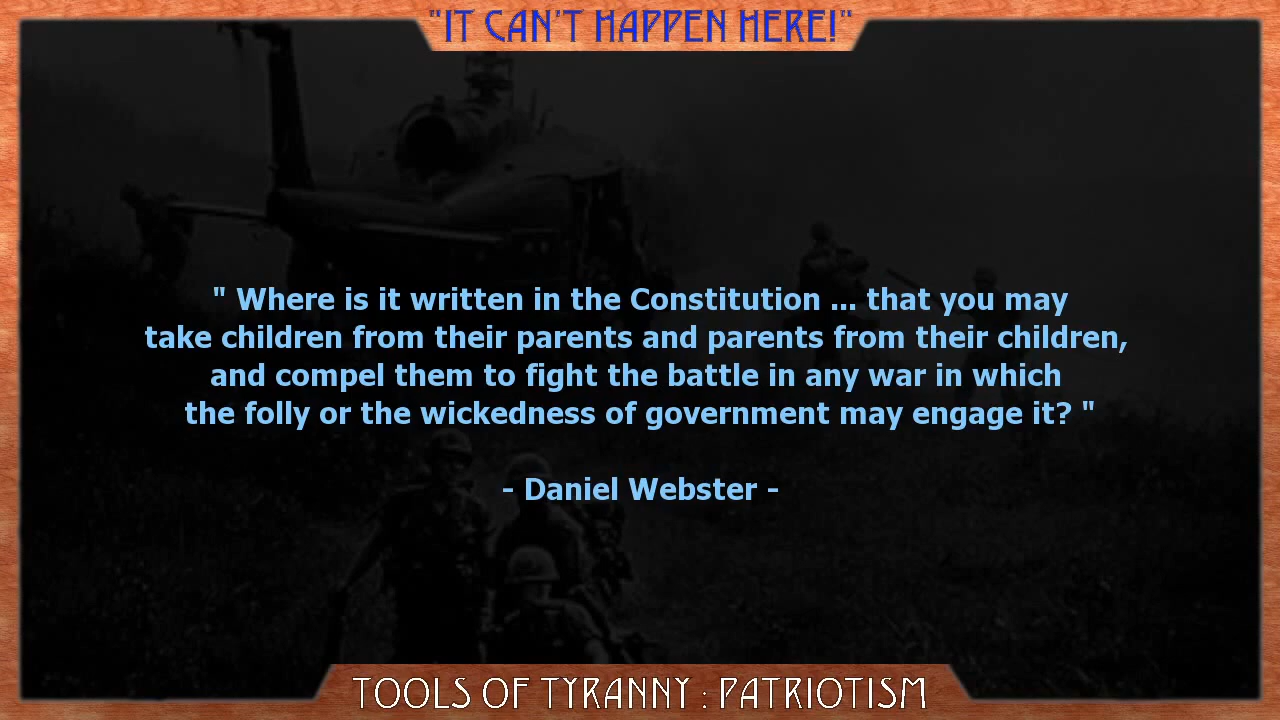 "IT CAN'T HAPPEN HERE!"
" Where is it written in the Constitution ... that you may
take children from their parents and parents from their children,
and compel them to fight the battle in any war in which
the folly or the wickedness of government may engage it? "
- Daniel Webster -
TOOLS OF TYRANNY : PATRIOTISM